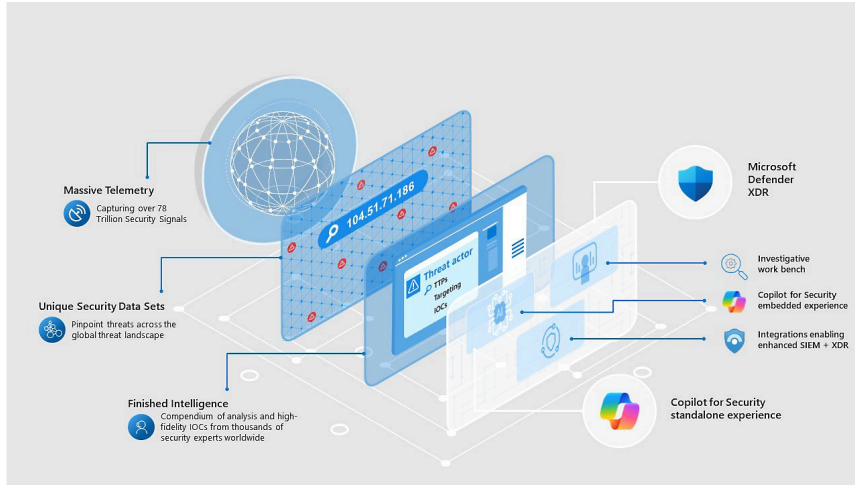 Massive Telemetry
Capturing over 78
Trillion Security Signals
Unique Security Data Sets
Pinpoint threats across the
global threat landscape
Finished Intelligence
Compendium of analysis and high-
fidelity IOCs from thousands of
security experts worldwide
104.51.71.186
Threat actor
TTPs
Targeting
IOCs
AI
Microsoft
Defender
XDR
Investigative
work bench
Copilot for Security
embedded experience
Integrations enabling
enhanced SIEM + XDR
Copilot for Security
standalone experience